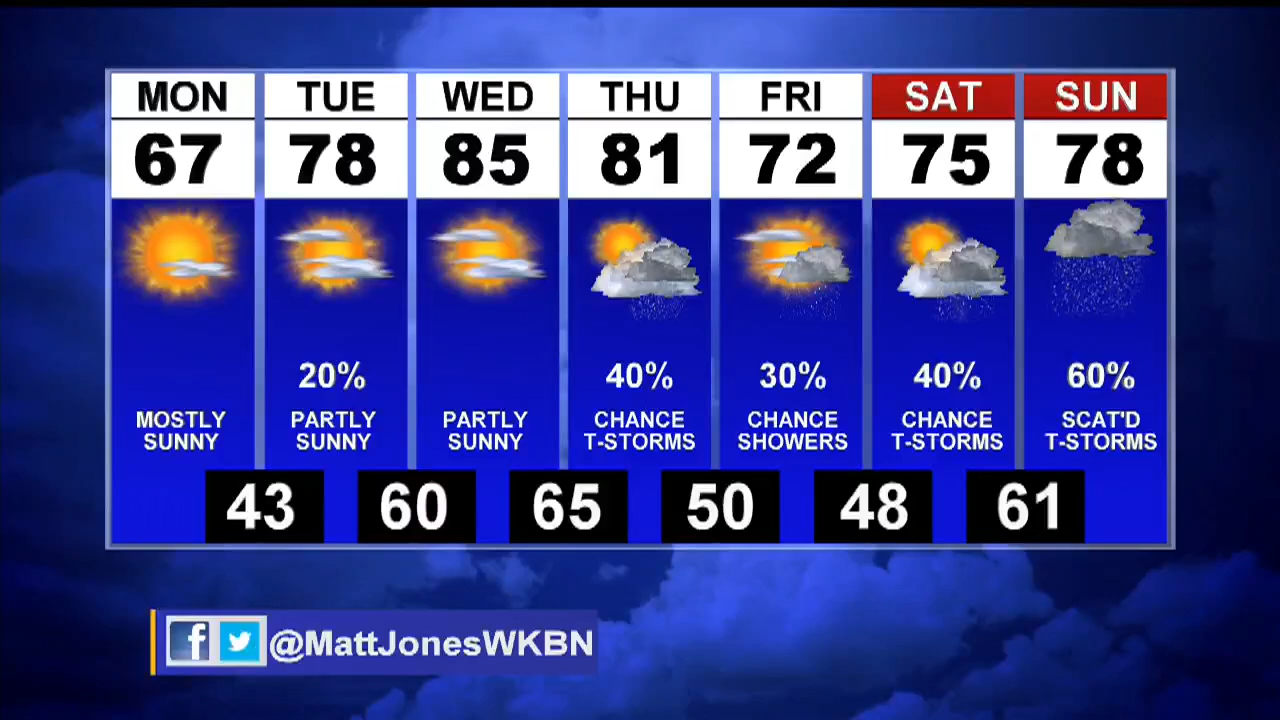 MON TUE WED THU FRI SAT SUN
67 78 85 81 72 75 78
20% 40% 30% 40% 60%
MOSTLY PARTLY PARTLY CHANCE CHANCE CHANCE SCAT'D
SUNNY SUNNY SUNNY T-STORMS SHOWERS T-STORMS T-STORMS
43 60 65 50 48 61
f @MattJonesWKBN